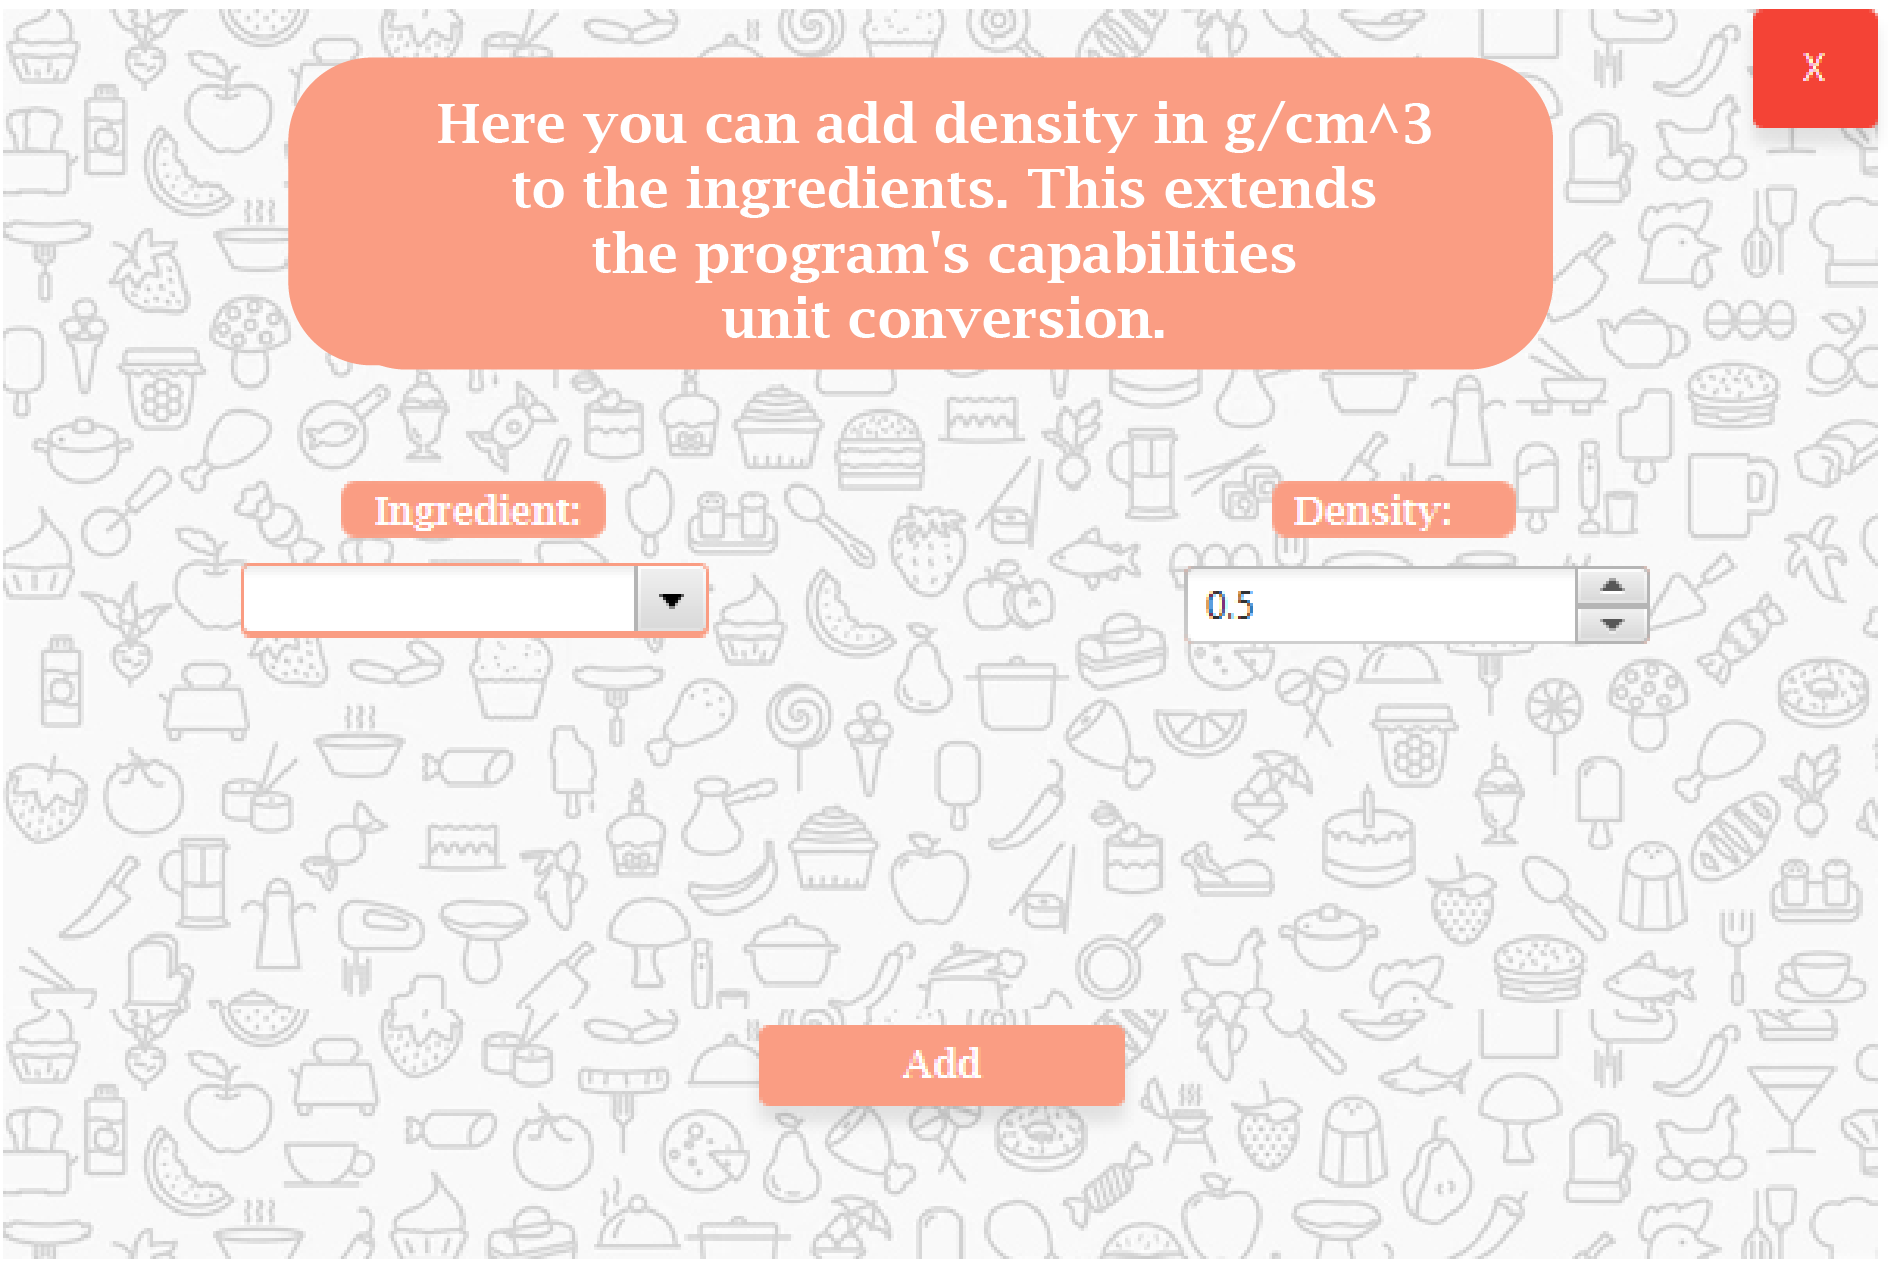 X
Here you can add density in g/cm^3
to the ingredients. This extends
the program's capabilities
unit conversion.
Ingredient:
Density:
0.5
Add